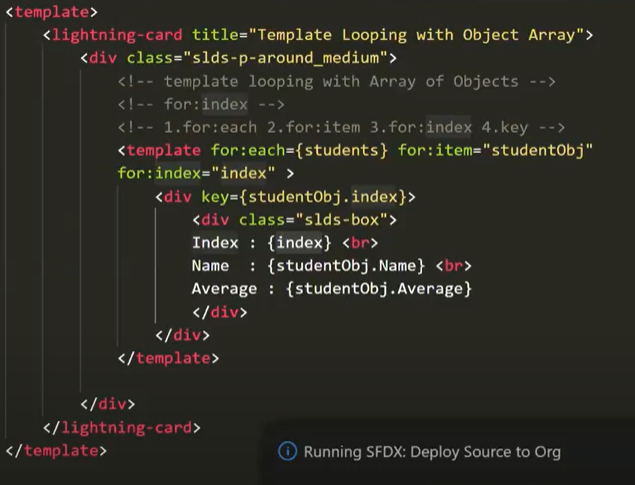 <template>
<lightning-card title="Template Looping with Object Array">
<div class="slds-p-around_medium">
<!-- template looping with Array of Objects -->
<!-- for:index -->
<!-- 1.for:each 2.for:item 3.for:index 4.key -->
<template for:each={students} for:item="studentObj"
for:index="index" >
<div key={studentObj.index}>
<div class="slds-box">
Index : {index} <br>
Name  : {studentObj.Name} <br>
Average : {studentObj.Average}
</div>
</div>
</template>
</div>
</lightning-card>
</template>
Running SFDX: Deploy Source to Org